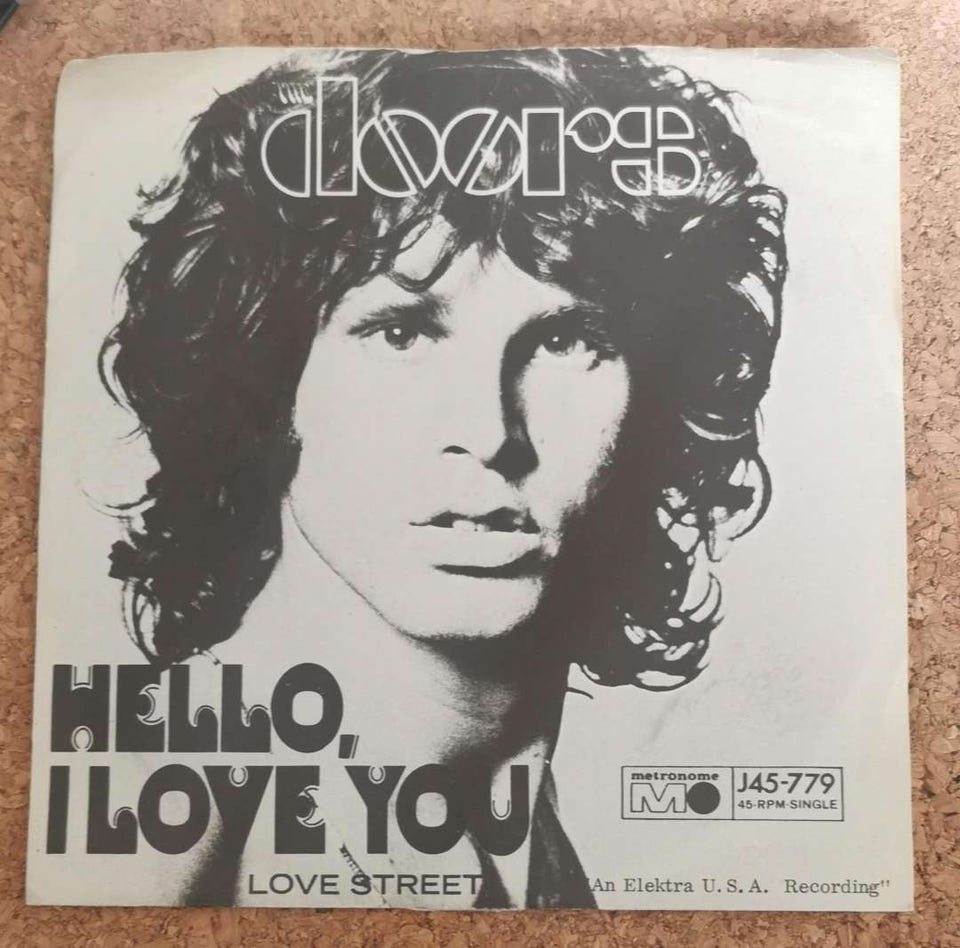 THE
doors
HELLO,
I LOVE YOU
LOVE STREET
metronome
M
J45-779
45-RPM-SINGLE
"An Elektra U.S.A. Recording"